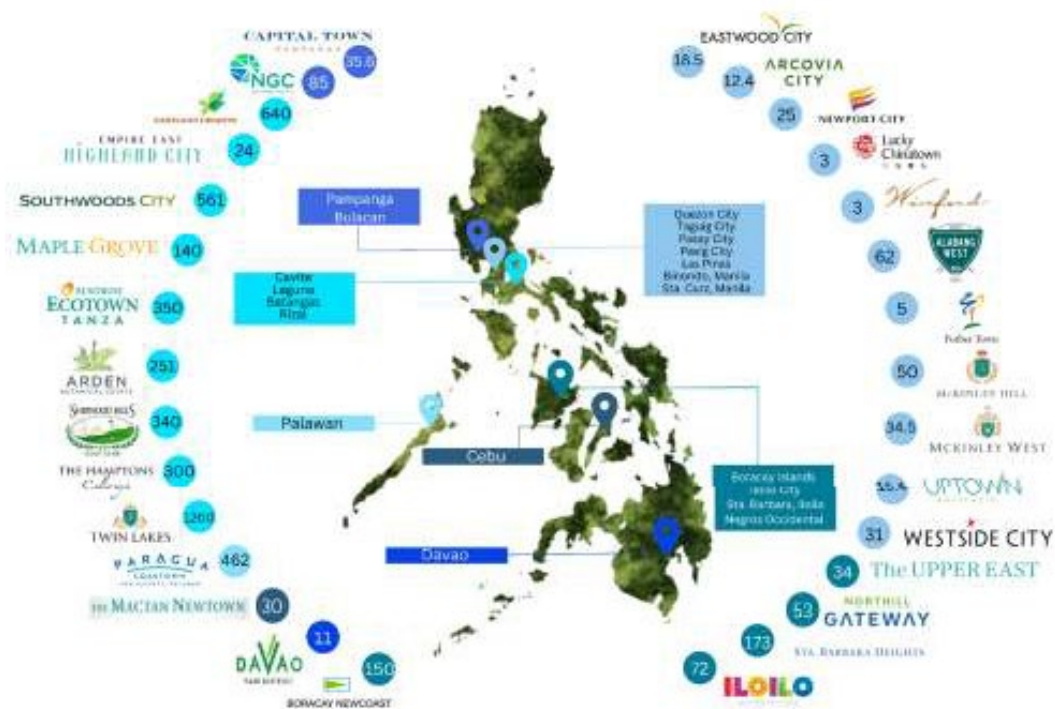 CAPITAL TOWN
35.6
NGC
85
640
EMPIRE EAST
HIGHLAND CITY
24
SOUTHWOODS CITY
561
MAPLE GROVE
140
ECOTOWN
TANZA
350
ARDEN
251
340
THE HAMPTONS
300
TWIN LAKES
PARAGUA
COASTOWN
462
THE MACTAN NEWTOWN
30
DAVAO
11
BORACAY NEWCOAST
150
Pampanga
Bulacan
Cavite
Laguna
Batangas
Rizal
Palawan
Cebu
Davao
Quezon City
Taguig City
Pasay City
Pasig City
Las Pinas
Binondo, Manila
Sta. Curz, Manila
Boracay Islands
Iloilo City
Sta. Barbara, Iloilo
Negros Occidental
EASTWOOD CITY
18.5
ARCOVIA
CITY
12.4
NEWPORT CITY
25
Lucky
Chinatown
3
Winford
3
ALABANG
WEST
62
5
McKINLEY HILL
50
MCKINLEY WEST
34.5
UPTOWN
WESTSIDE CITY
31
The UPPER EAST
34
NORTHILL
GATEWAY
53
STA. BARBARA HEIGHTS
173
ILOILO
72